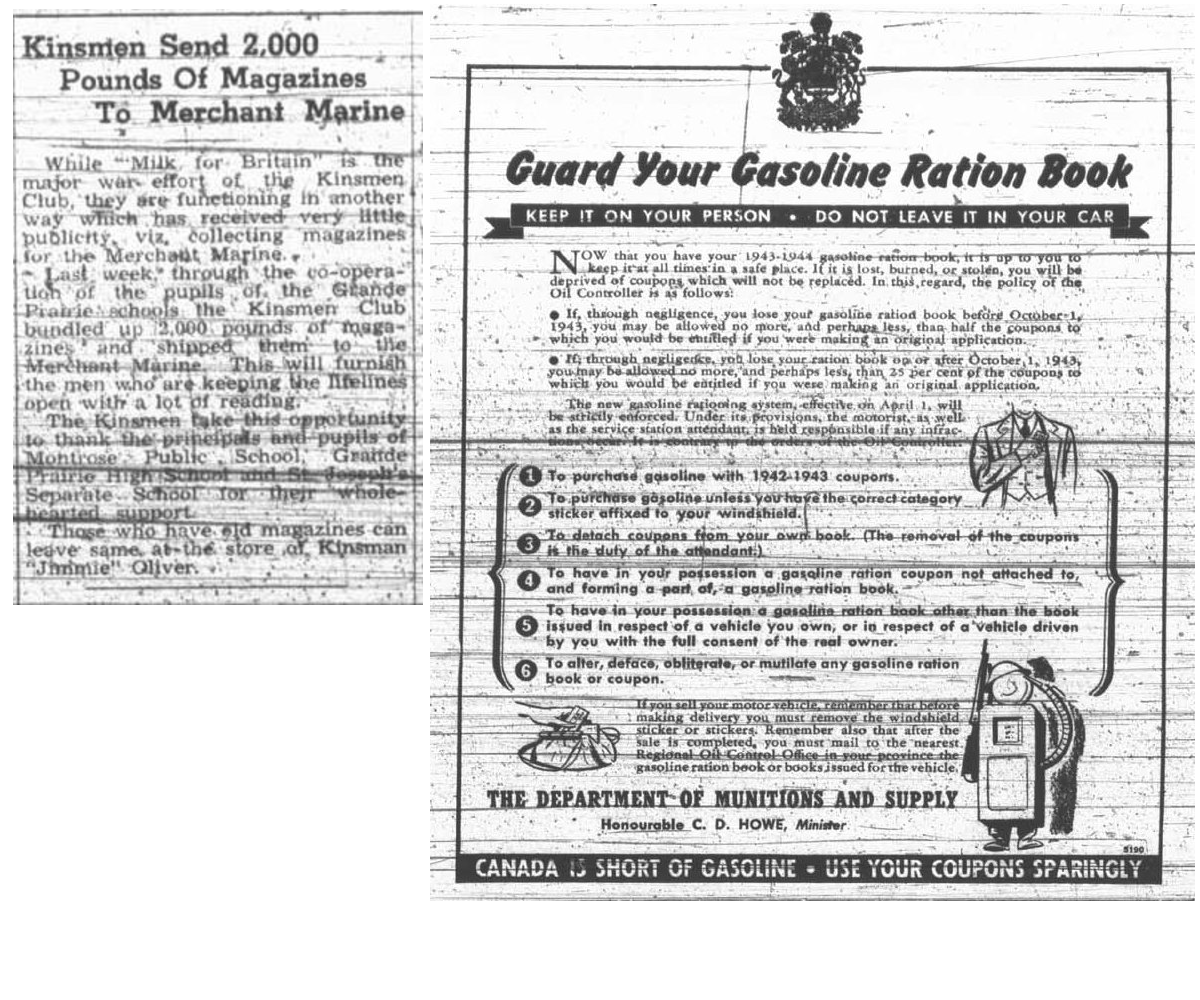 Kinsmen Send 2,000
Pounds Of Magazines
To Merchant Marine
While "Milk for Britain" is the
major war effort of the Kinsmen
Club, they are functioning in another
way which has received very little
publicity, viz, collecting magazines
for the Merchant Marine.
Last week, through the co-opera-
tion of the pupils of the Grande
Prairie schools the Kinsmen Club
bundled up 2,000 pounds of maga-
zines and shipped them to the
Merchant Marine. This will furnish
the men who are keeping the lifelines
open with a lot of reading.
The Kinsmen take this opportunity
to thank the principals and pupils of
Montrose Public School, Grande
Prairie High School and St. Joseph's
Separate School for their whole-
hearted support.
Those who have old magazines can
leave same at the store of Kinsman
"Jimmie" Oliver.
Guard Your Gasoline Ration Book
KEEP IT ON YOUR PERSON • DO NOT LEAVE IT IN YOUR CAR
NOW that you have your 1943-1944 gasoline ration book, it is up to you to
keep it at all times in a safe place. If it is lost, burned, or stolen, you will be
deprived of coupons which will not be replaced. In this regard, the policy of the
Oil Controller is as follows:
● If, through negligence, you lose your gasoline ration book before October 1,
1943, you may be allowed no more, and perhaps less, than half the coupons to
which you would be entitled if you were making an original application.
● If, through negligence, you lose your ration book on or after October 1, 1943,
you may be allowed no more, and perhaps less, than 25 per cent of the coupons to
which you would be entitled if you were making an original application.
The new gasoline rationing system, effective on April 1, will
be strictly enforced. Under its provisions, the motorist, as well
as the service station attendant, is held responsible if any infrac-
tions occur. It is contrary to the orders of the Oil Controller:
1 To purchase gasoline with 1942-1943 coupons.
2 To purchase gasoline unless you have the correct category
sticker affixed to your windshield.
3 To detach coupons from your own book. (The removal of the coupons
is the duty of the attendant.)
4 To have in your possession a gasoline ration coupon not attached to,
and forming a part of, a gasoline ration book.
5 To have in your possession a gasoline ration book other than the book
issued in respect of a vehicle you own, or in respect of a vehicle driven
by you with the full consent of the real owner.
6 To alter, deface, obliterate, or mutilate any gasoline ration
book or coupon.
If you sell your motor vehicle, remember that before
making delivery you must remove the windshield
sticker or stickers. Remember also that after the
sale is completed, you must mail to the nearest
Regional Oil Control Office in your province the
gasoline ration book or books issued for the vehicle.
THE DEPARTMENT OF MUNITIONS AND SUPPLY
Honourable C. D. HOWE, Minister
S190
CANADA IS SHORT OF GASOLINE • USE YOUR COUPONS SPARINGLY